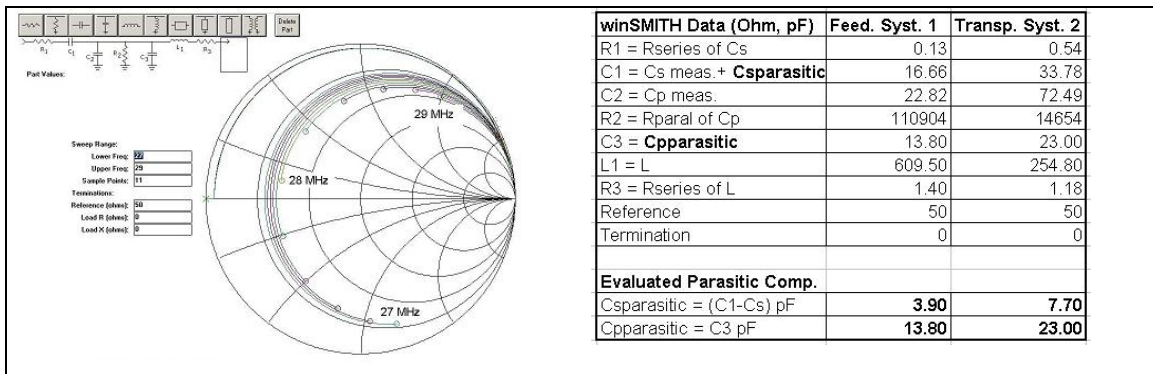 Delete
Part
R1
C1
C2
R2
C3
L1
R3
Part Values:
Sweep Range:
Lower Freq: 27
Upper Freq: 29
Sample Points: 11
Terminations:
Reference (ohms): 50
Load R (ohms): 0
Load X (ohms): 0
29 MHz
28 MHz
27 MHz
winSMITH Data (Ohm, pF) Feed. Syst. 1 Transp. Syst. 2
R1 = Rseries of Cs 0.13 0.54
C1 = Cs meas.+ Csparasitic 16.66 33.78
C2 = Cp meas. 22.82 72.49
R2 = Rparal of Cp 110904 14654
C3 = Cpparasitic 13.80 23.00
L1 = L 609.50 254.80
R3 = Rseries of L 1.40 1.18
Reference 50 50
Termination 0 0
Evaluated Parasitic Comp.
Csparasitic = (C1-Cs) pF 3.90 7.70
Cpparasitic = C3 pF 13.80 23.00